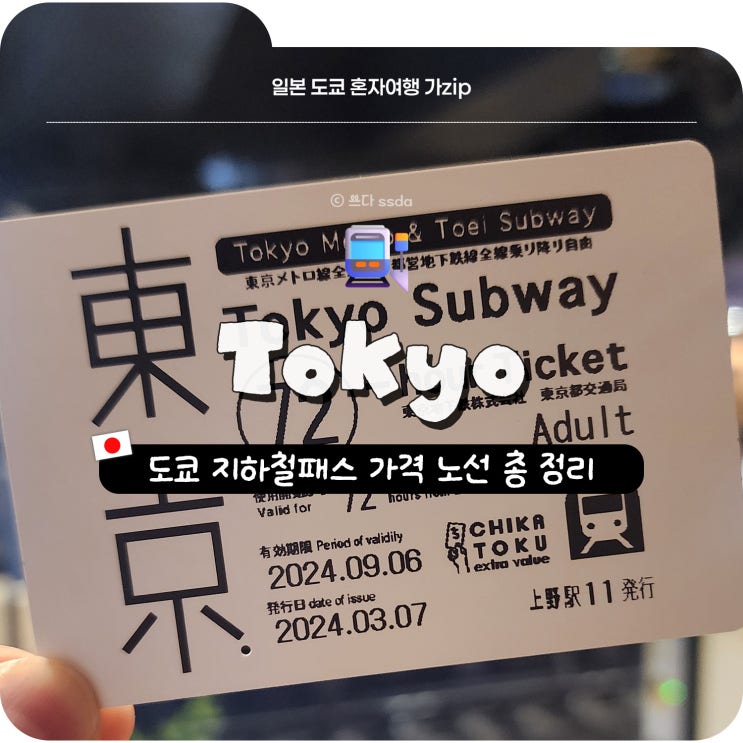 일본 도쿄 혼자여행 가zip
ⓒ 쓰다 ssda
Tokyo M & Toei Subway
東京メトロ線全 都営地下鉄線全線乗り降り自由
Tokyo Subway
Tokyo
72 Ticket
東京都交通局
Adult
도쿄 지하철패스 가격 노선 총 정리
Valid for 72 hours from
有効期限 Period of validity
2024.09.06
発行日 date of issue
2024.03.07
CHIKA
TOKU
extra value
上野駅11発行
東京